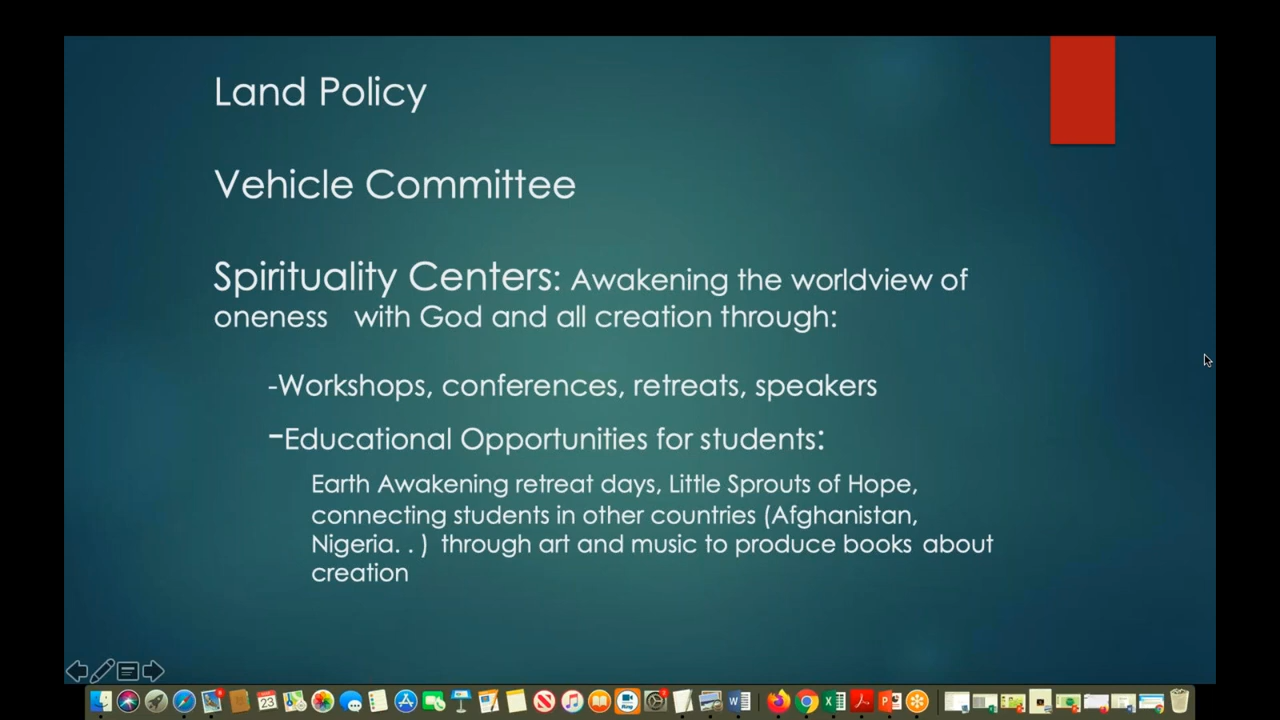 Land Policy
Vehicle Committee
Spirituality Centers: Awakening the worldview of
oneness with God and all creation through:
-Workshops, conferences, retreats, speakers
-Educational Opportunities for students:
Earth Awakening retreat days, Little Sprouts of Hope,
connecting students in other countries (Afghanistan,
Nigeria. . ) through art and music to produce books about
creation
23